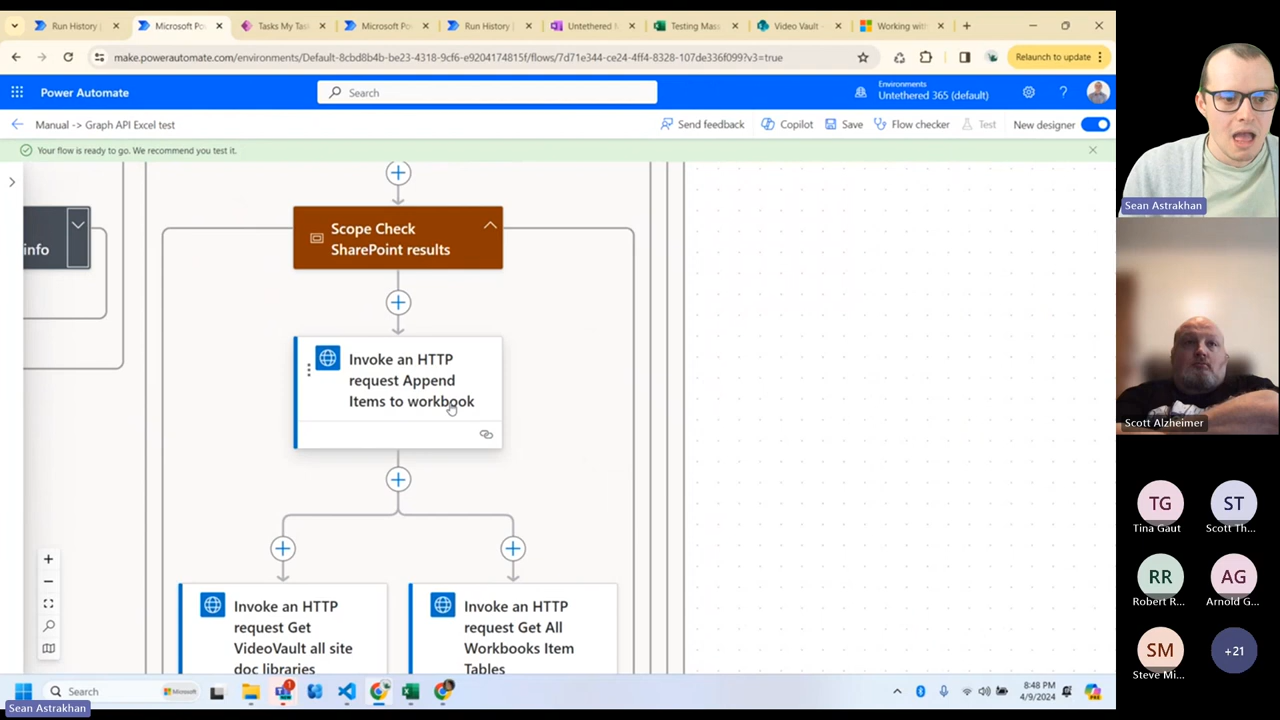 Run History |
Microsoft Po
Tasks My Tas
Microsoft Po
Run History |
Untethered
Testing Mass
Video Vault -
Working with
make.powerautomate.com/environments/Default-8cbd8b4b-be23-4318-9cf6-e9204174815f/flows/7d71e344-ce24-4ff4-8328-107de336f099?v3=true
Relaunch to update
Power Automate
Search
Environments
Untethered 365 (default)
Manual -> Graph API Excel test
Send feedback
Copilot
Save
Flow checker
Test
New designer
Your flow is ready to go. We recommend you test it.
info
Scope Check
SharePoint results
Invoke an HTTP
request Append
Items to workbook
Invoke an HTTP
request Get
VideoVault all site
doc libraries
Invoke an HTTP
request Get All
Workbooks Item
Tables
Sean Astrakhan
Scott Alzheimer
TG
Tina Gaut
ST
Scott Th...
RR
Robert R...
AG
Arnold G...
SM
Steve Mi...
+21
Search
Microsoft
1
8:48 PM
4/9/2024
Sean Astrakhan